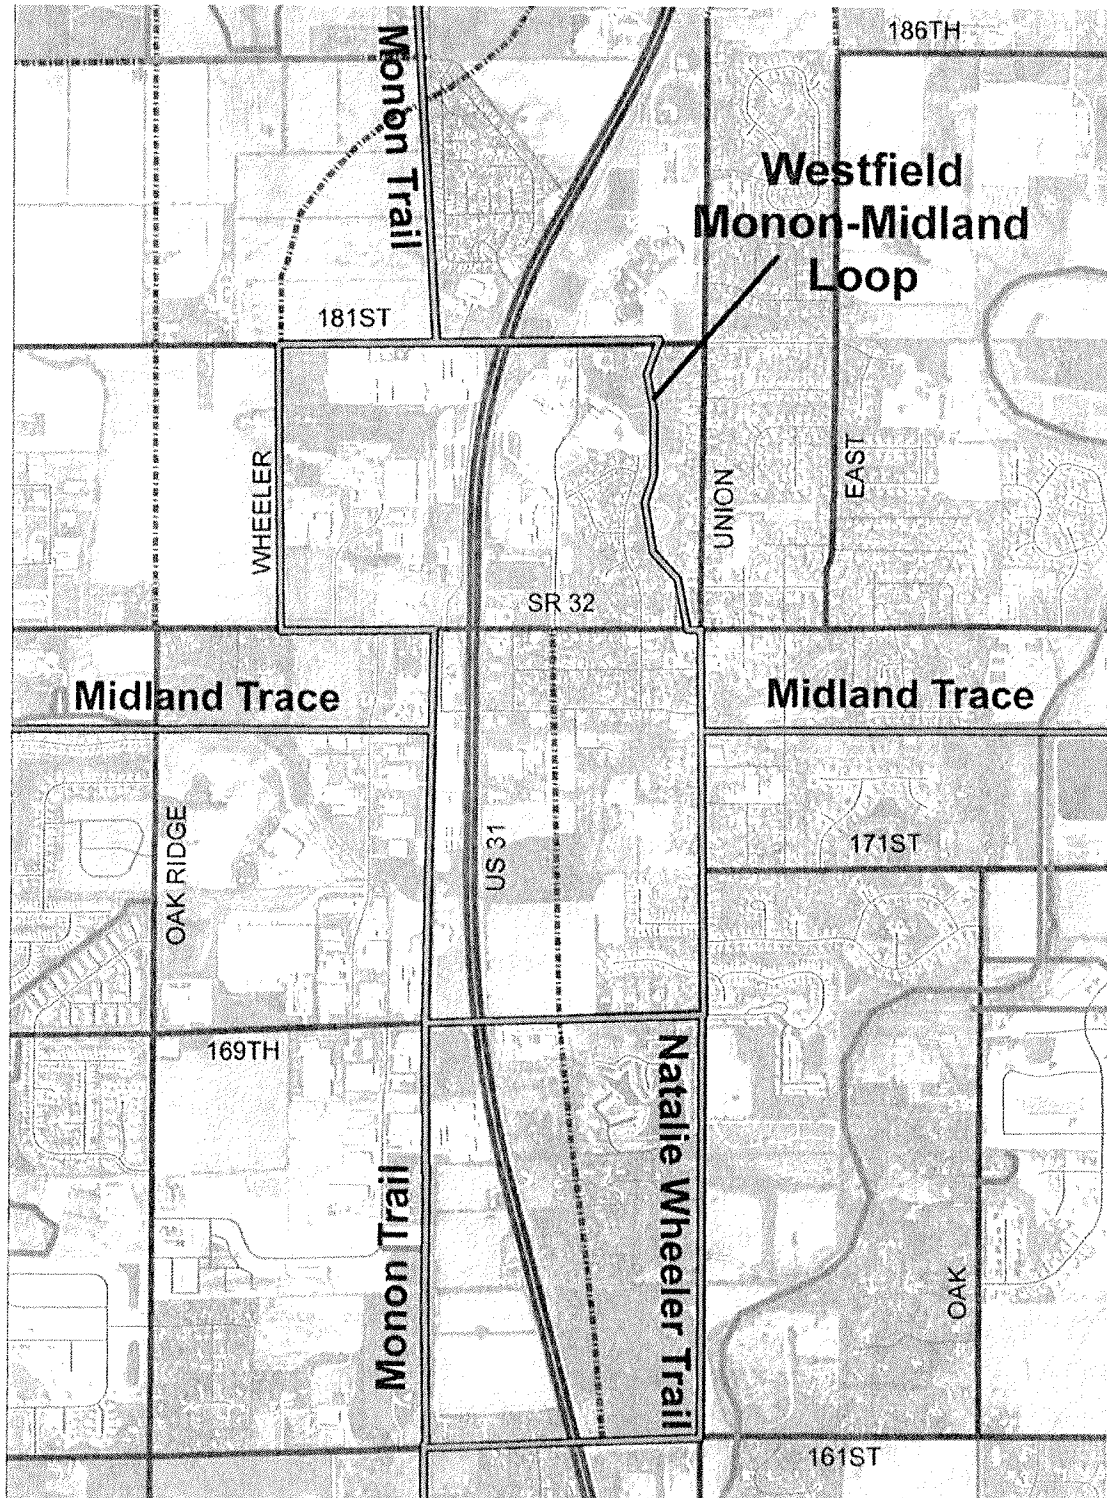 186TH
Monon Trail
Westfield
Monon-Midland
Loop
181ST
WHEELER
UNION
EAST
SR 32
Midland Trace
Midland Trace
OAK RIDGE
US 31
171ST
169TH
Natalie Wheeler Trail
Monon Trail
OAK
161ST